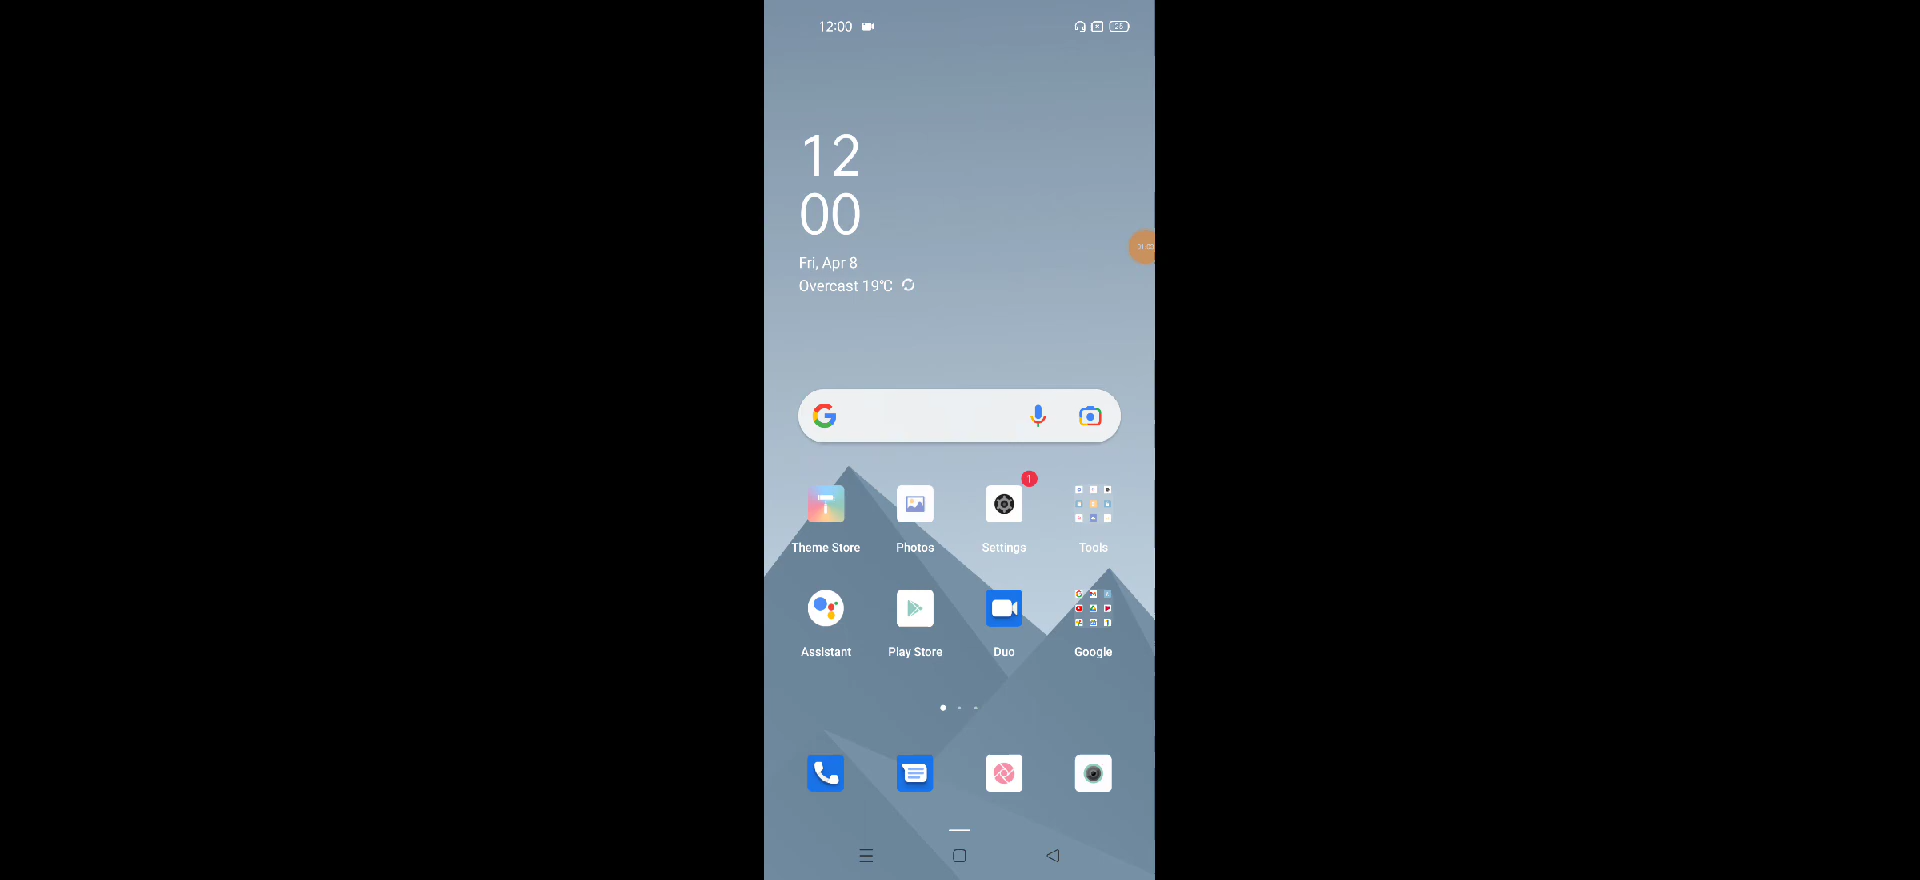 12:00
12
00
Fri, Apr 8
Overcast 19°C
1
Theme Store
Photos
Settings
Tools
Assistant
Play Store
Duo
Google